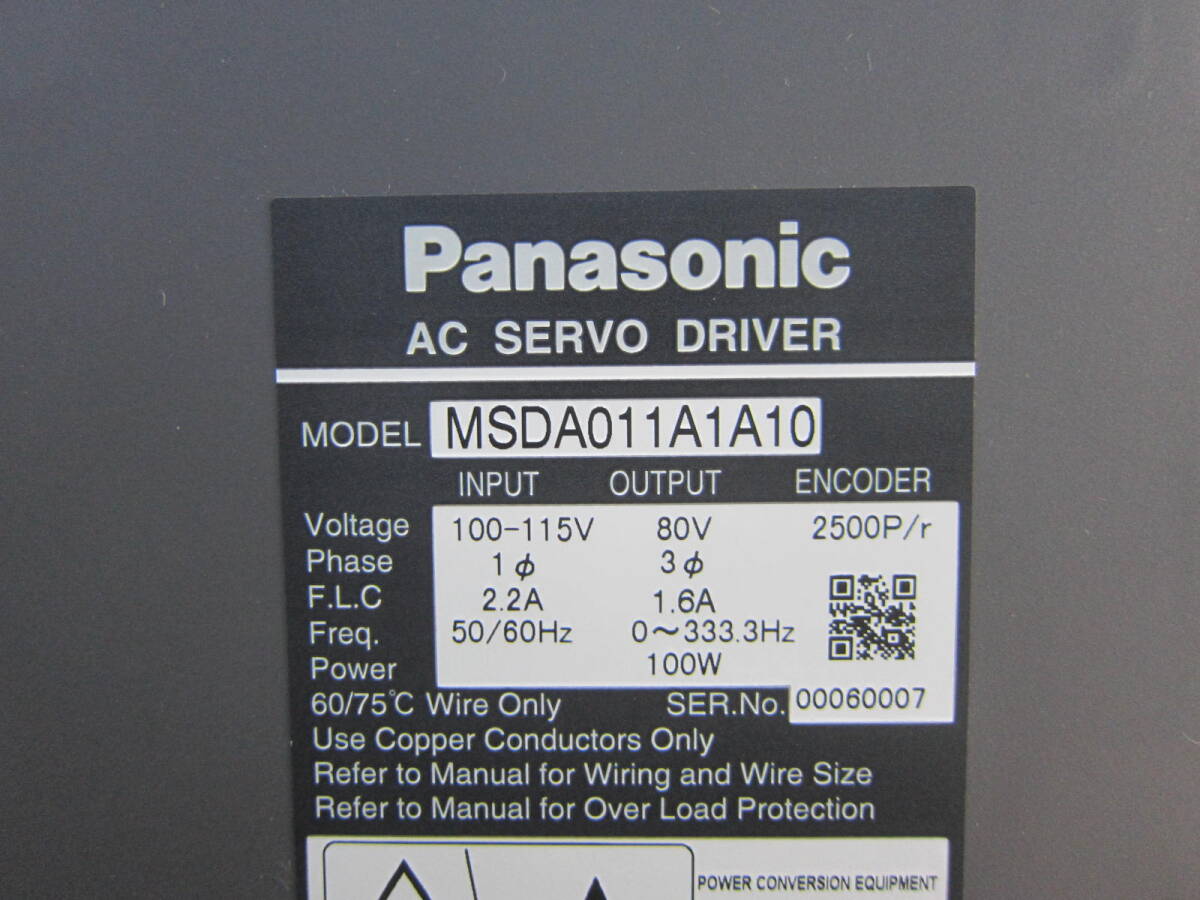 Panasonic
AC SERVO DRIVER
MODEL MSDA011A1A10
INPUT OUTPUT ENCODER
Voltage 100-115V 80V 2500P/r
Phase 1ϕ 3ϕ
F.L.C 2.2A 1.6A
Freq. 50/60Hz 0~333.3Hz
Power 100W
60/75℃ Wire Only SER.No. 00060007
Use Copper Conductors Only
Refer to Manual for Wiring and Wire Size
Refer to Manual for Over Load Protection
POWER CONVERSION EQUIPMENT